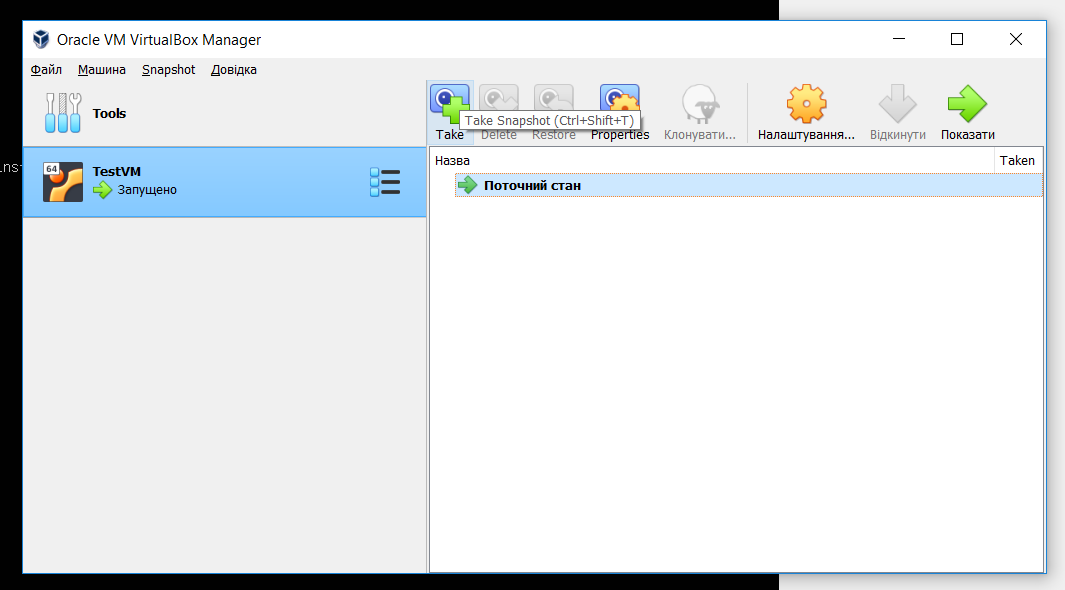 Oracle VM VirtualBox Manager
Файл Машина Snapshot Довідка
Tools
Take Delete Restore Properties Клонувати... Налаштування... Відкинути Показати
Take Snapshot (Ctrl+Shift+T)
64 TestVM
Запущено
Назва Taken
Поточний стан